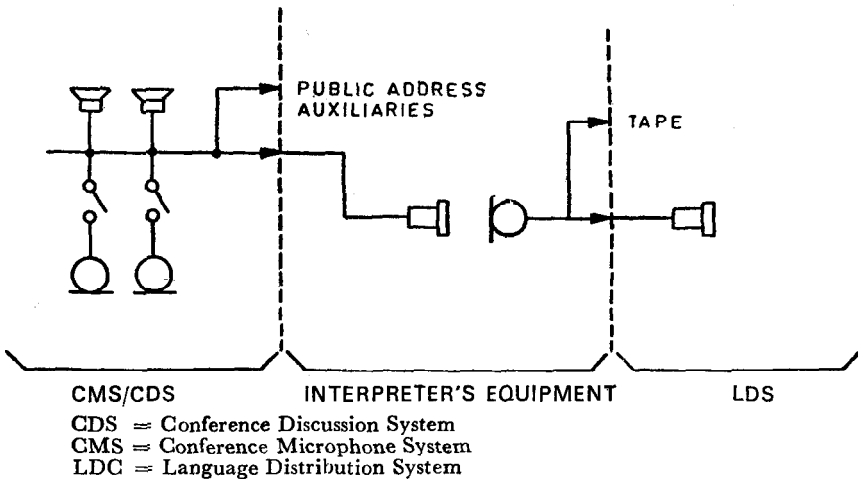 PUBLIC ADDRESS
AUXILIARIES
TAPE
CMS/CDS
INTERPRETER'S EQUIPMENT
LDS
CDS = Conference Discussion System
CMS = Conference Microphone System
LDC = Language Distribution System